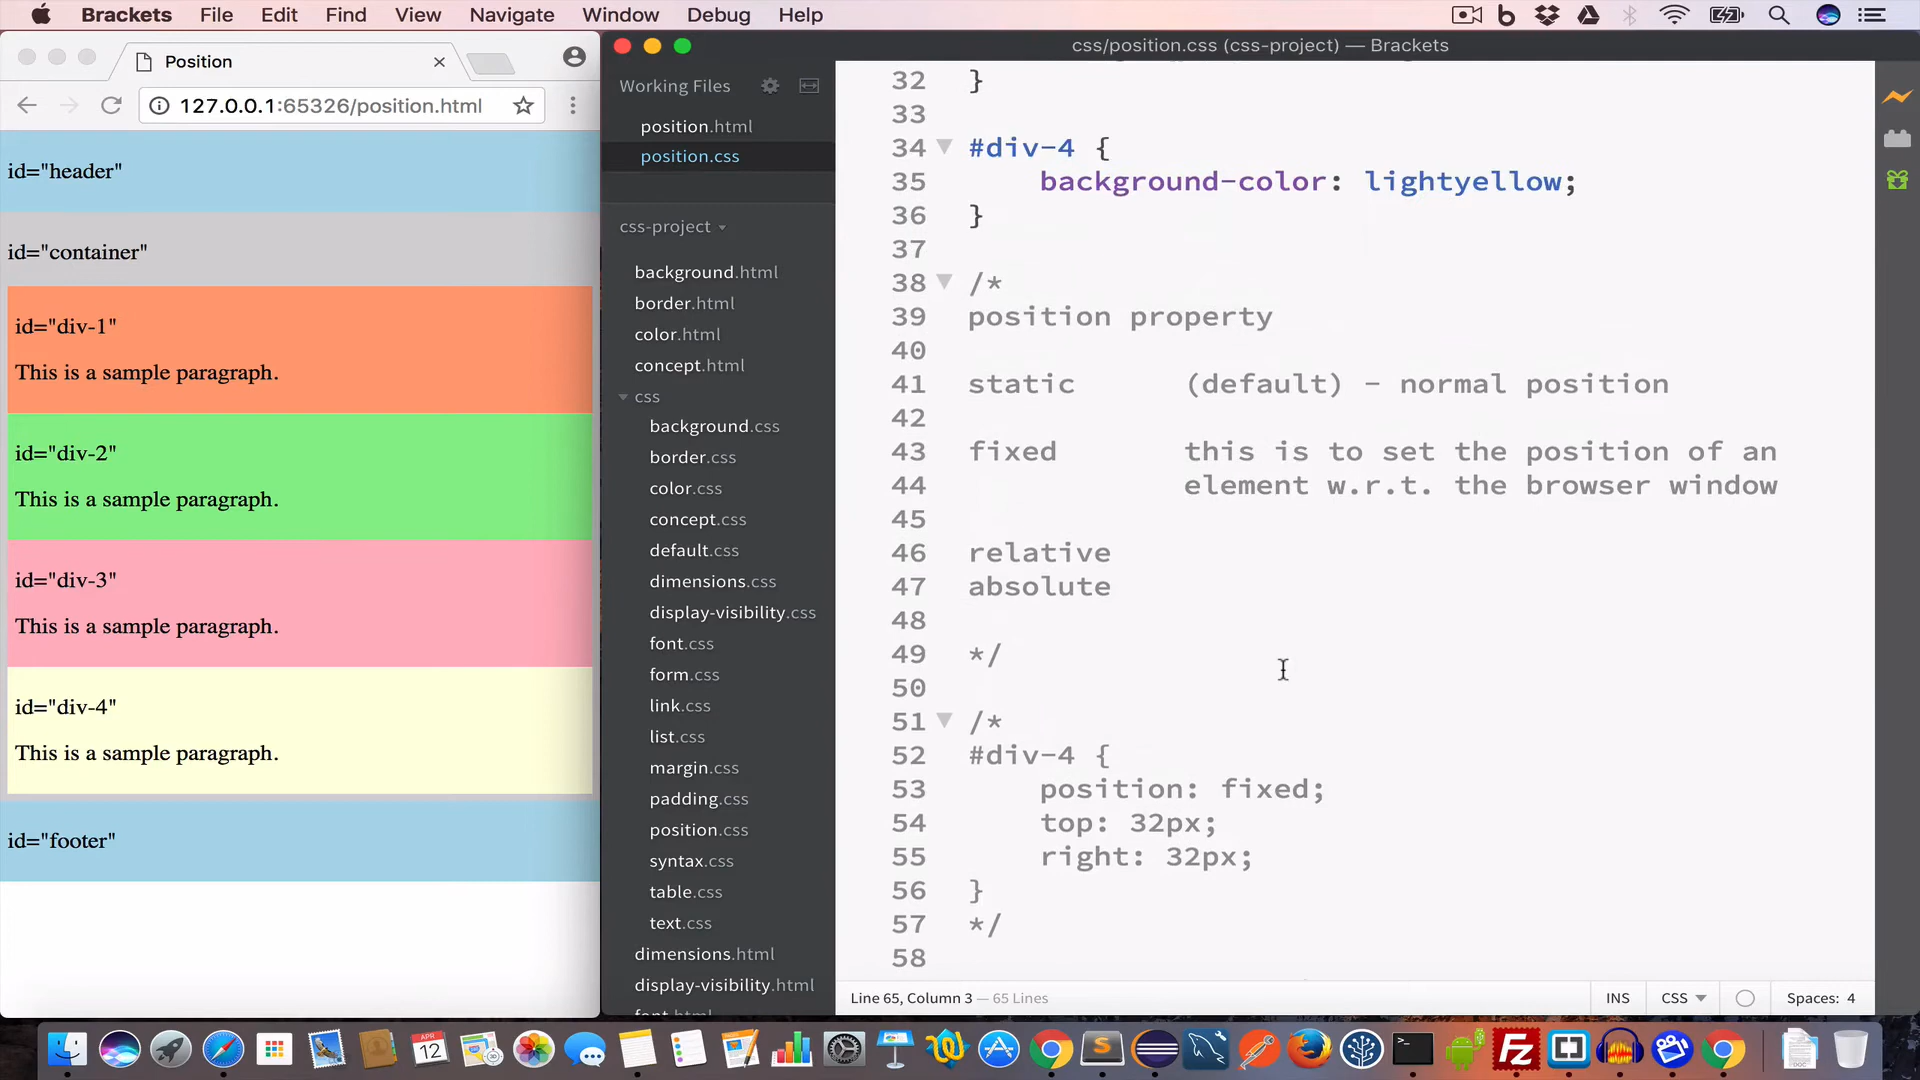 Brackets File Edit Find View Navigate Window Debug Help
Position
127.0.0.1:65326/position.html
id="header"
id="container"
id="div-1"
This is a sample paragraph.
id="div-2"
This is a sample paragraph.
id="div-3"
This is a sample paragraph.
id="div-4"
This is a sample paragraph.
id="footer"
css/position.css (css-project) — Brackets
Working Files
position.html
position.css
css-project
background.html
border.html
color.html
concept.html
css
background.css
border.css
color.css
concept.css
default.css
dimensions.css
display-visibility.css
font.css
form.css
link.css
list.css
margin.css
padding.css
position.css
syntax.css
table.css
text.css
dimensions.html
display-visibility.html
font.html
32 }
33
34 #div-4 {
35 background-color: lightyellow;
36 }
37
38 /*
39 position property
40
41 static (default) - normal position
42
43 fixed this is to set the position of an
44 element w.r.t. the browser window
45
46 relative
47 absolute
48
49 */
50
51 /*
52 #div-4 {
53 position: fixed;
54 top: 32px;
55 right: 32px;
56 }
57 */
58
Line 65, Column 3 — 65 Lines
INS CSS Spaces: 4
APR
12